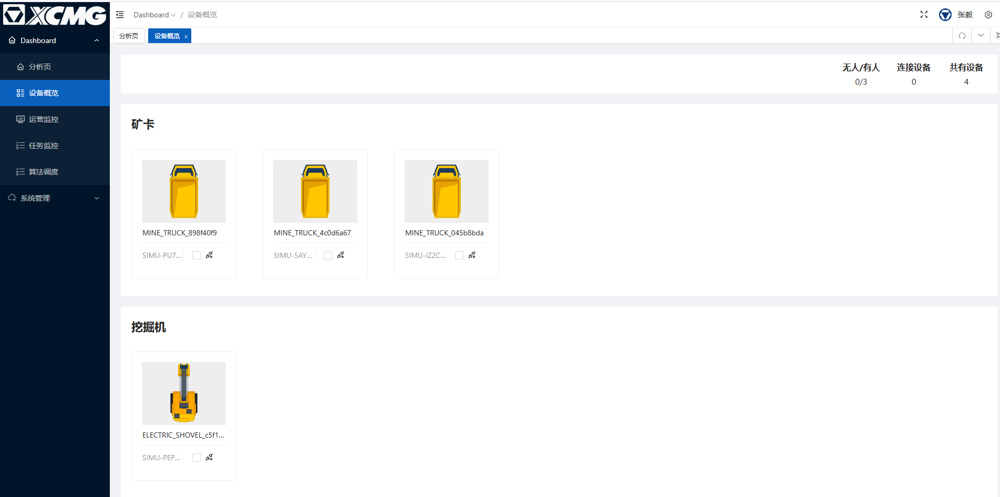 XCMG
Dashboard / 设备概览
张毅
Dashboard
分析页
设备概览 x
分析页
设备概览
运营监控
任务监控
算法调度
系统管理
无人/有人 连接设备 共有设备
0/3 0 4
矿卡
MINE_TRUCK_898f40f9 MINE_TRUCK_4c0d6a67 MINE_TRUCK_045b8bda
SIMU-PU7... SIMU-5AY... SIMU-IZ2C...
挖掘机
ELECTRIC_SHOVEL_c5f1...
SIMU-PEP...